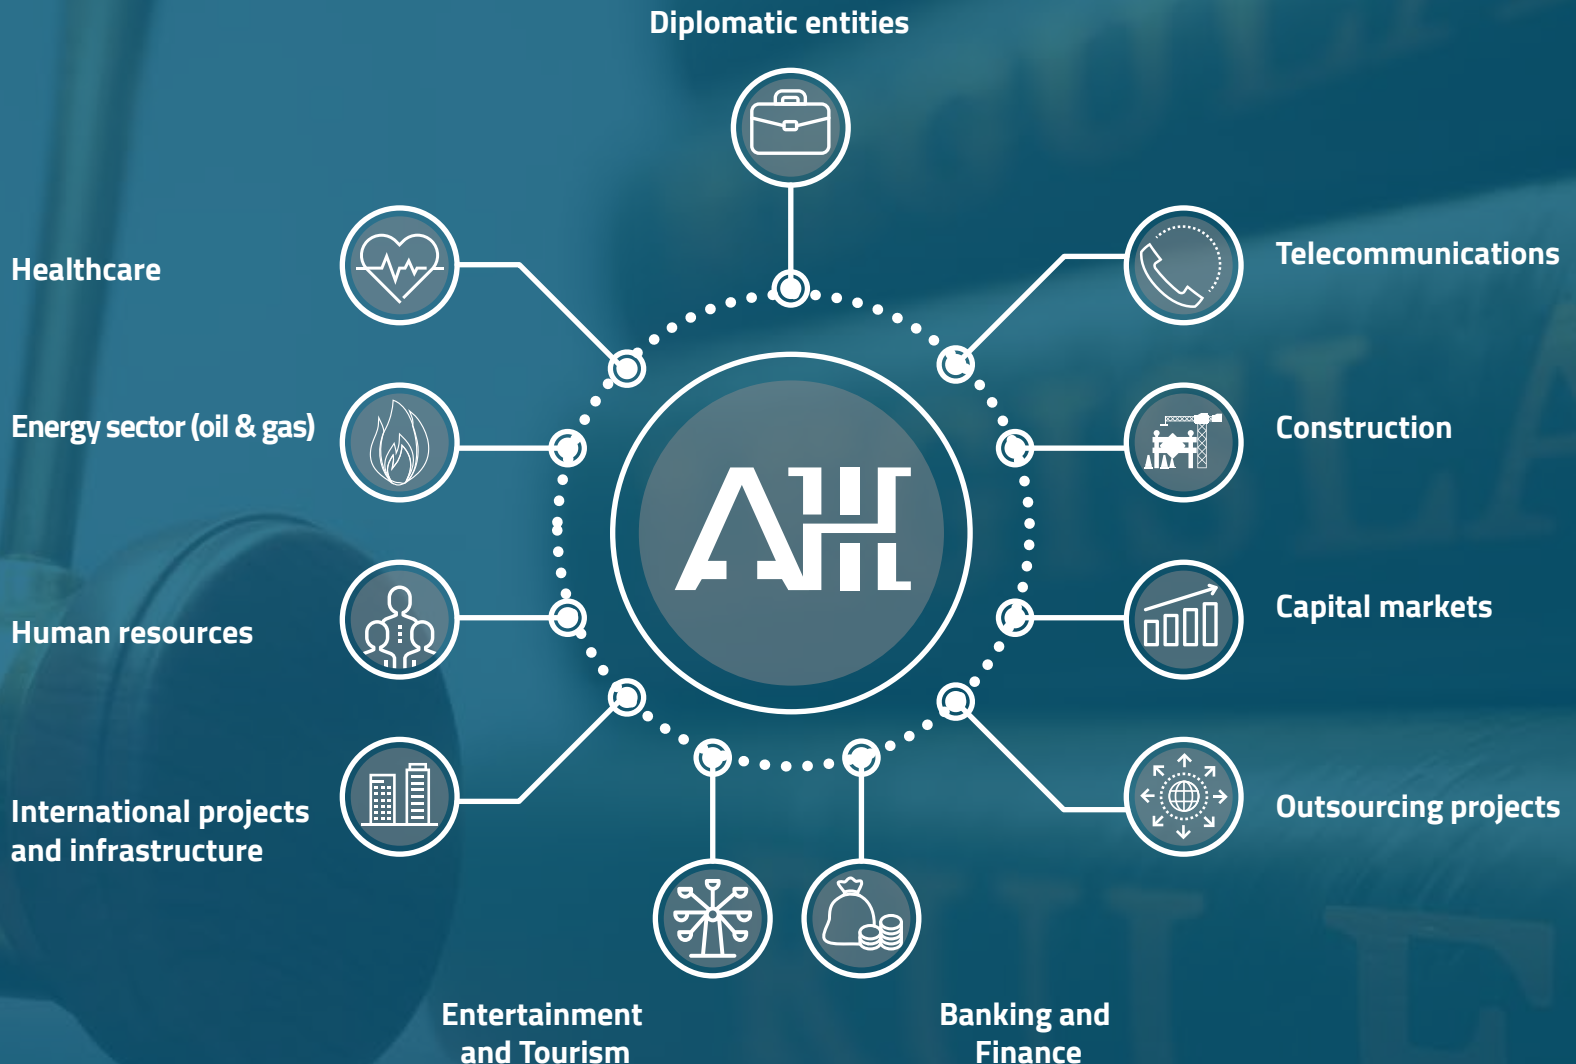 Diplomatic entities
Healthcare
Telecommunications
Energy sector (oil & gas)
Construction
AH
Human resources
Capital markets
International projects
and infrastructure
Outsourcing projects
Entertainment
and Tourism
Banking and
Finance